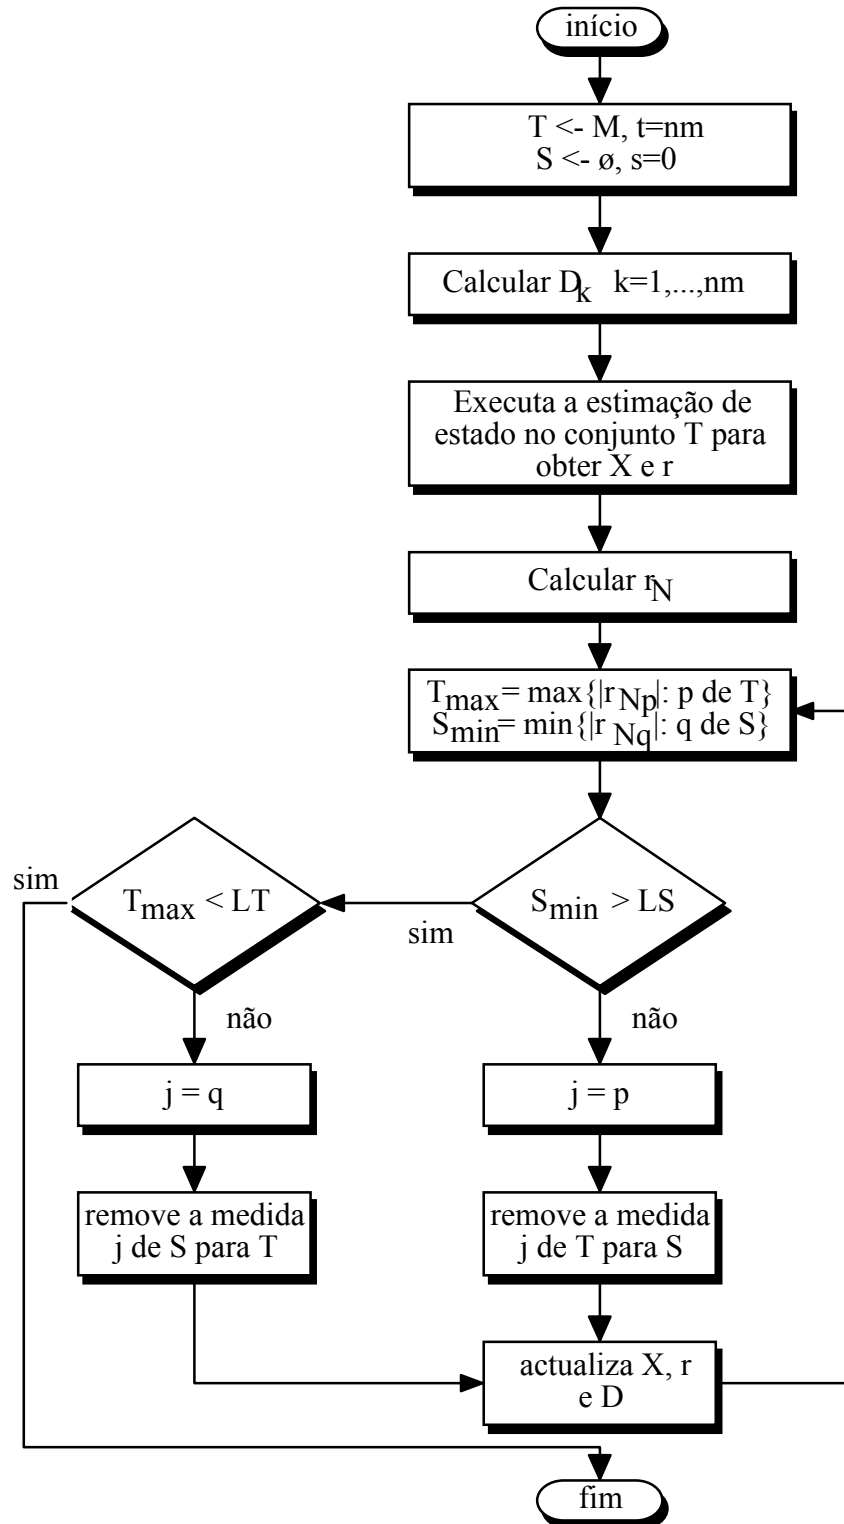 início
T <- M, t=nm
S <- ø, s=0
Calcular Dk k=1,...,nm
Executa a estimação de
estado no conjunto T para
obter X e r
Calcular rN
Tmax = max{|rNp|: p de T}
Smin= min{|rNq|: q de S}
sim
Tmax < LT
Smin > LS
sim
não
não
j = q
j = p
remove a medida
j de S para T
remove a medida
j de T para S
actualiza X, r
e D
fim